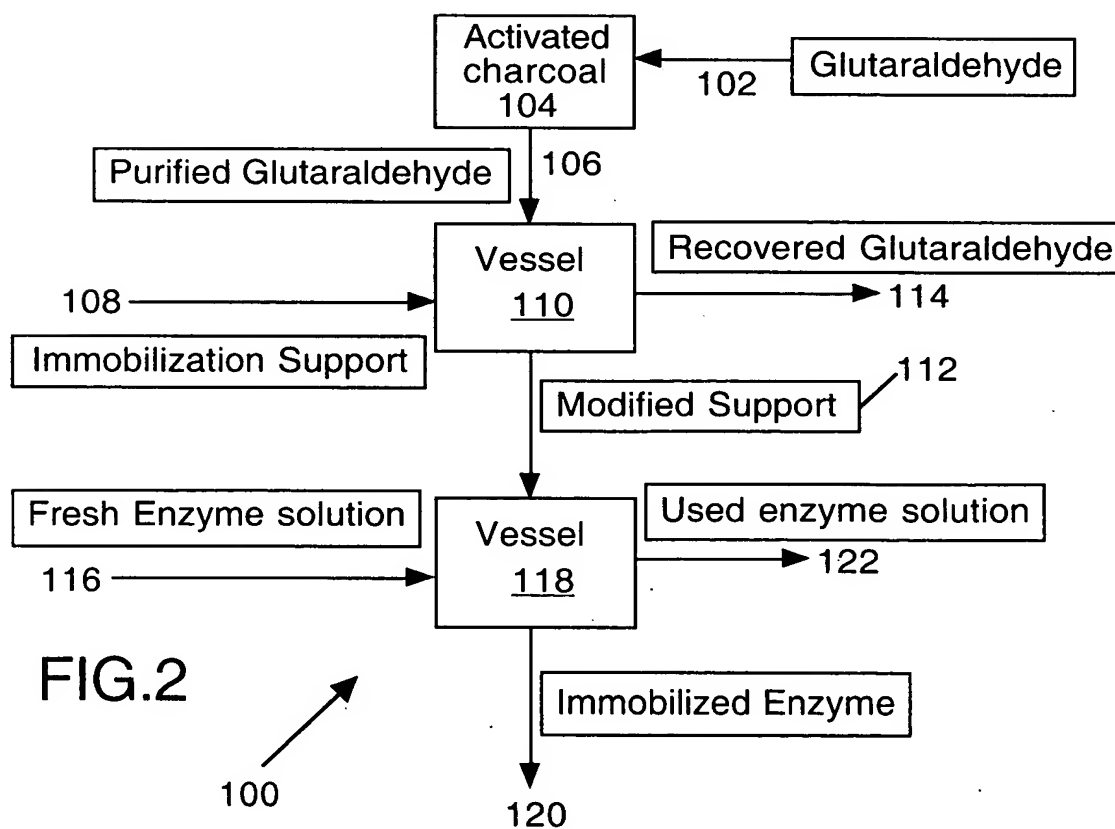 Activated
charcoal
104
102
Glutaraldehyde
Purified Glutaraldehyde
106
Vessel
110
Recovered Glutaraldehyde
114
108
Immobilization Support
Modified Support
112
Fresh Enzyme solution
116
Vessel
118
Used enzyme solution
122
FIG.2
100
Immobilized Enzyme
120